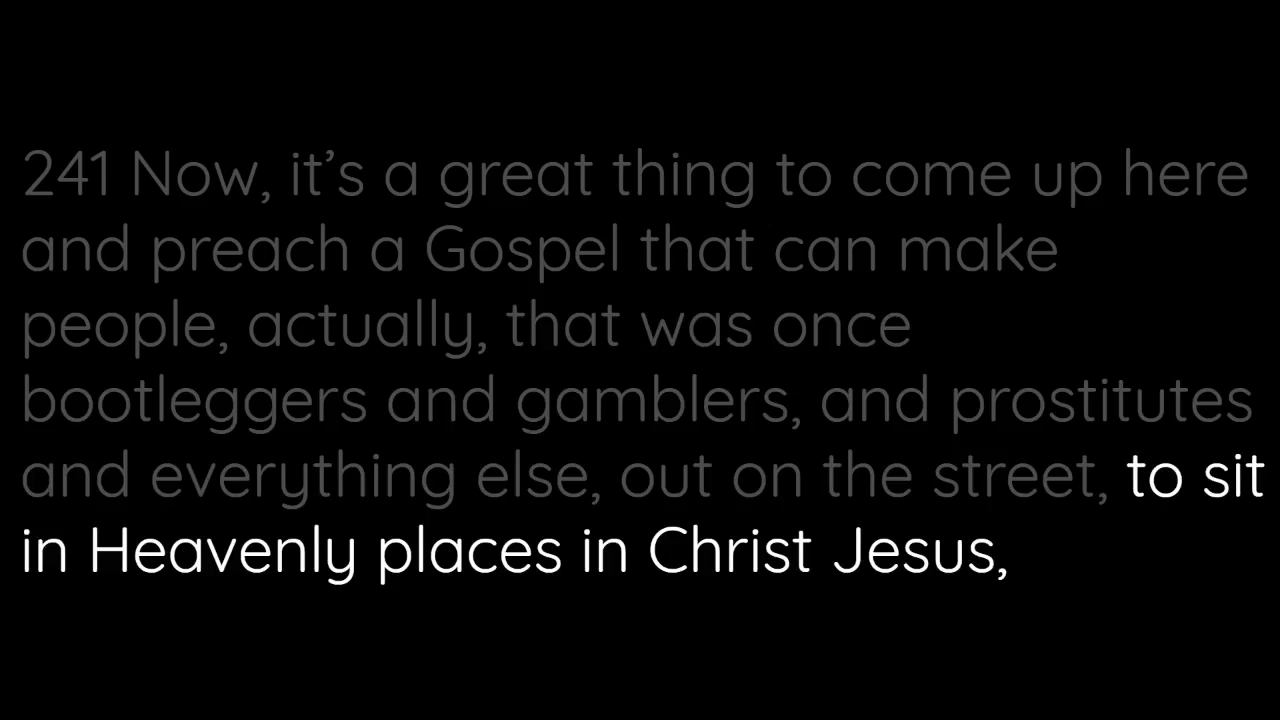 241 Now, it’s a great thing to come up here
and preach a Gospel that can make
people, actually, that was once
bootleggers and gamblers, and prostitutes
and everything else, out on the street, to sit
in Heavenly places in Christ Jesus,